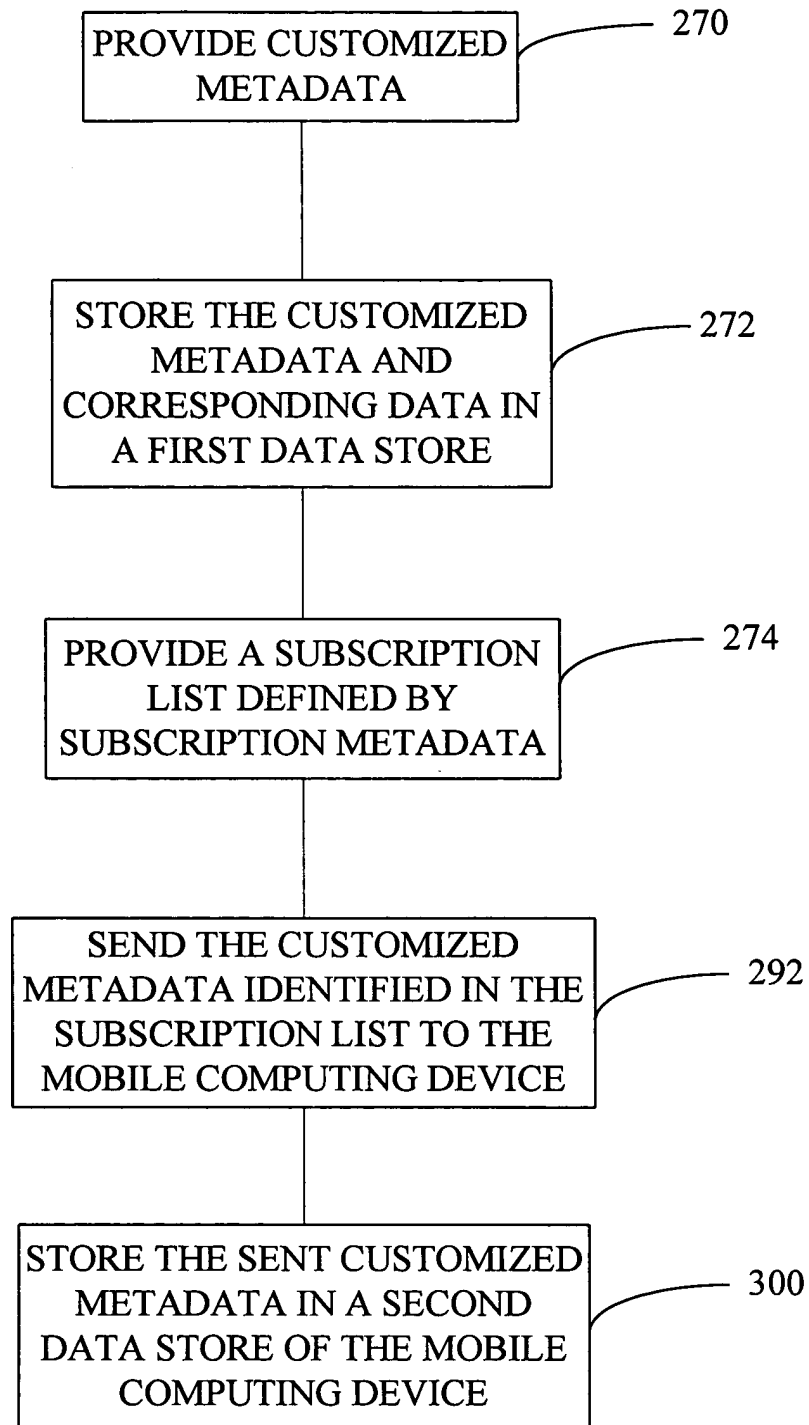 PROVIDE CUSTOMIZED
METADATA
270
STORE THE CUSTOMIZED
METADATA AND
CORRESPONDING DATA IN
A FIRST DATA STORE
272
PROVIDE A SUBSCRIPTION
LIST DEFINED BY
SUBSCRIPTION METADATA
274
SEND THE CUSTOMIZED
METADATA IDENTIFIED IN THE
SUBSCRIPTION LIST TO THE
MOBILE COMPUTING DEVICE
292
STORE THE SENT CUSTOMIZED
METADATA IN A SECOND
DATA STORE OF THE MOBILE
COMPUTING DEVICE
300